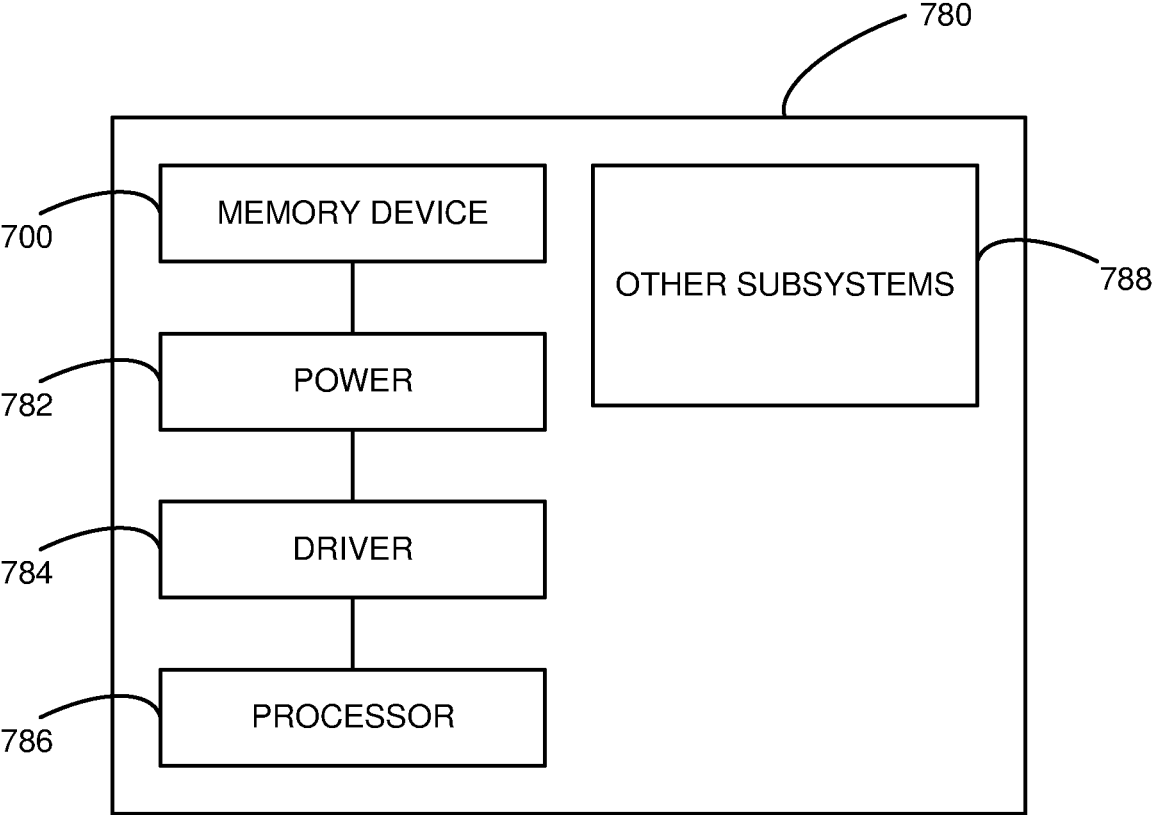 780
MEMORY DEVICE
700
OTHER SUBSYSTEMS
788
POWER
782
DRIVER
784
PROCESSOR
786